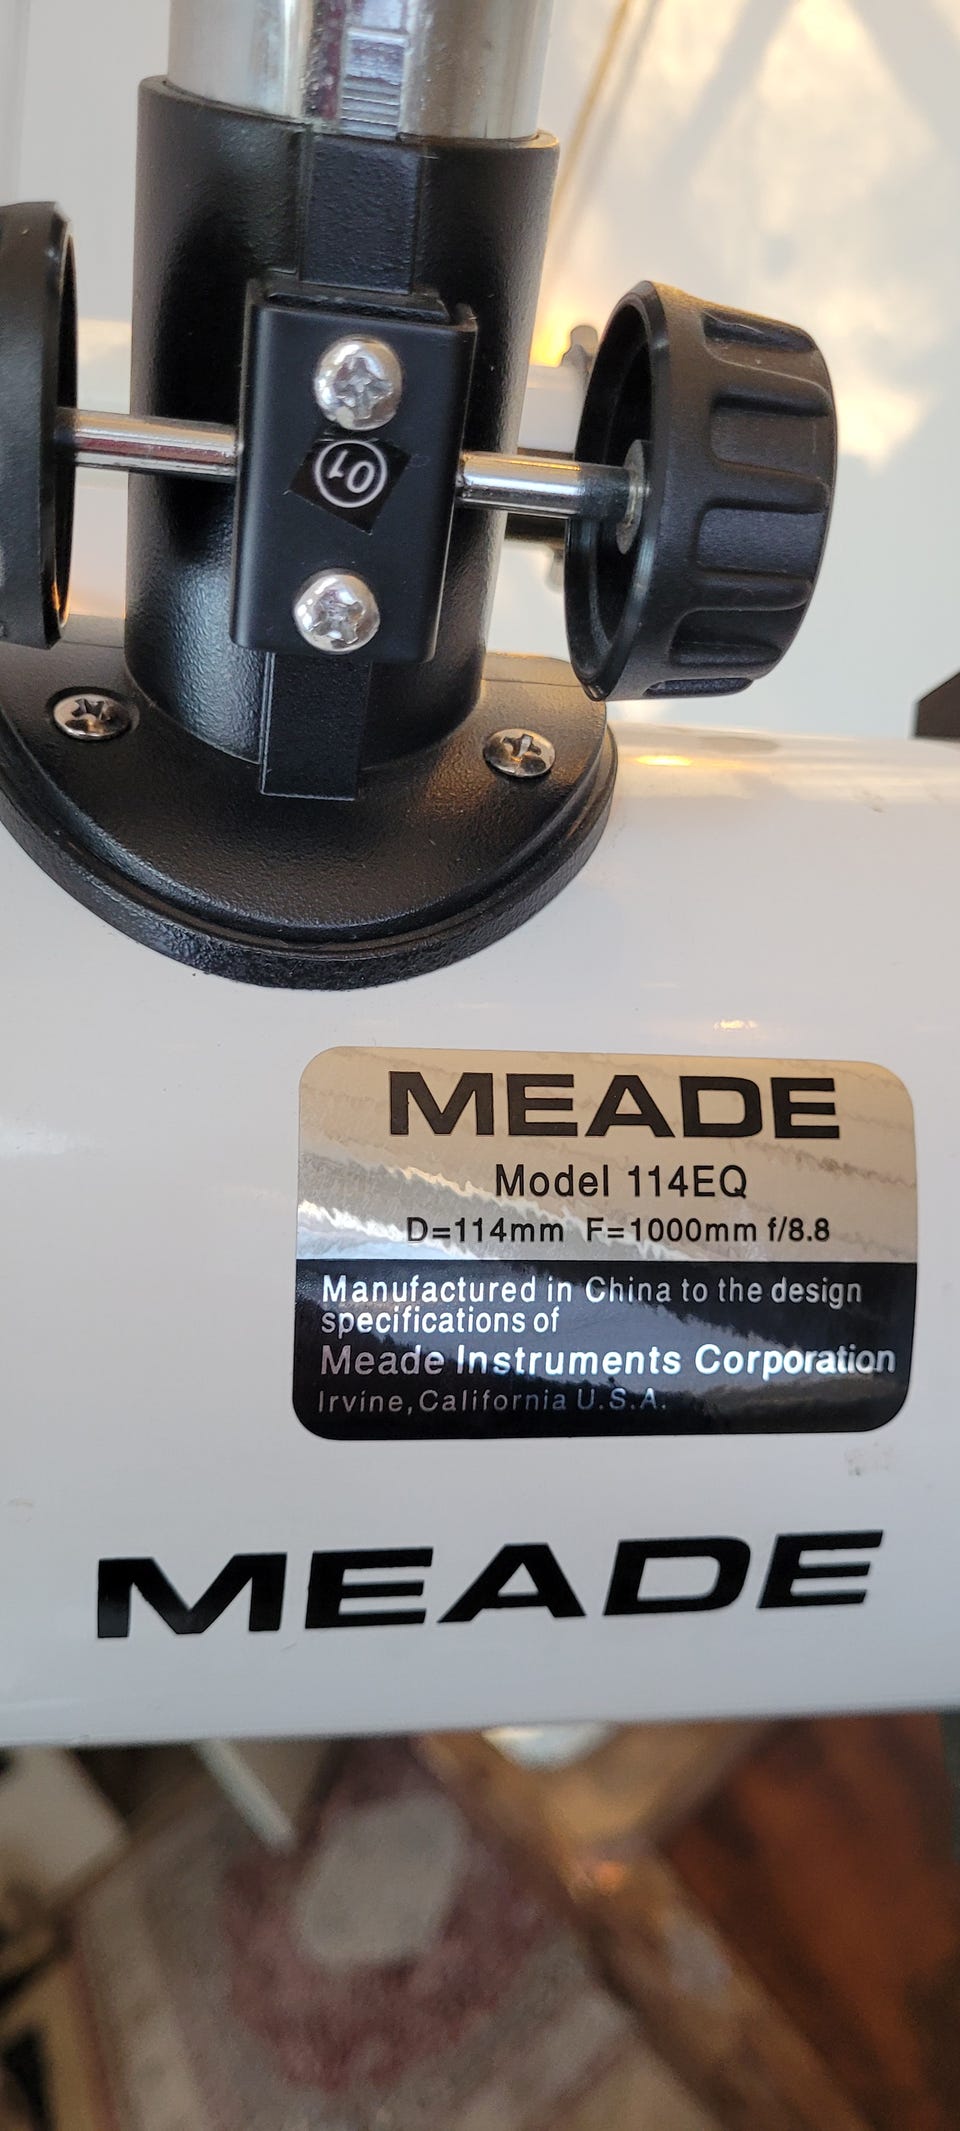 10
MEADE
Model 114EQ
D=114mm F=1000mm f/8.8
Manufactured in China to the design
specifications of
Meade Instruments Corporation
Irvine, California U.S.A.
MEADE